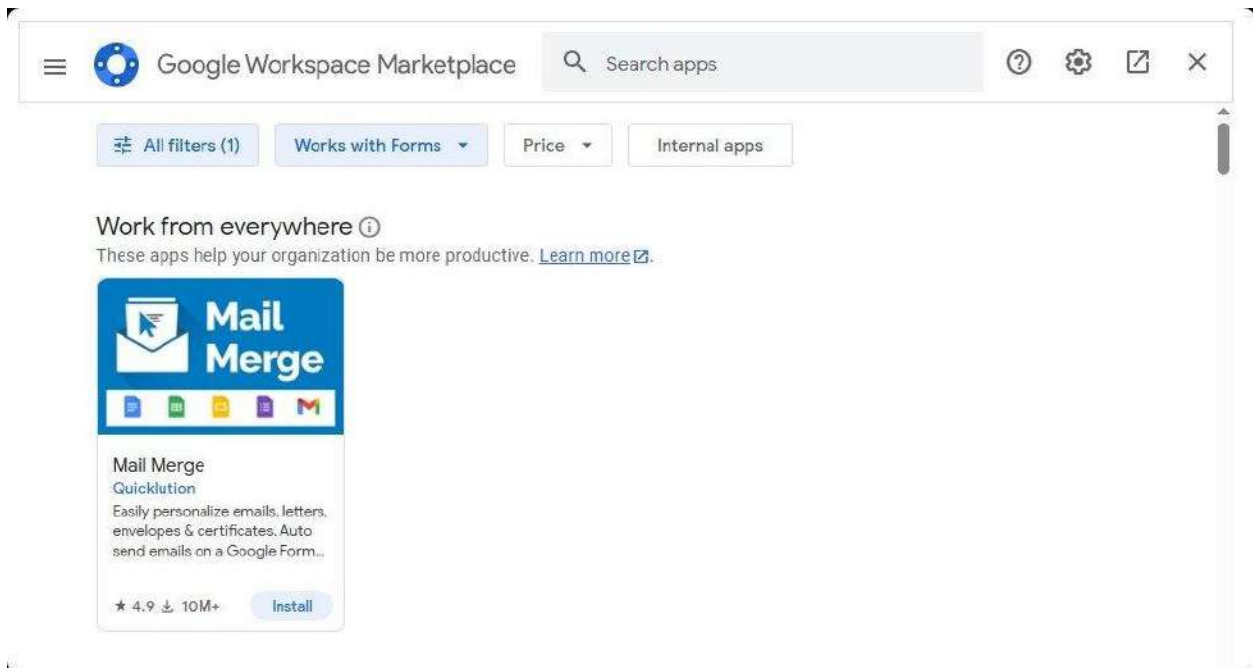 Google Workspace Marketplace
Search apps
All filters (1)
Works with Forms
Price
Internal apps
Work from everywhere
These apps help your organization be more productive. Learn more.
Mail
Merge
Mail Merge
Quicklution
Easily personalize emails, letters,
envelopes & certificates. Auto
send emails on a Google Form...
★ 4.9 10M+ Install